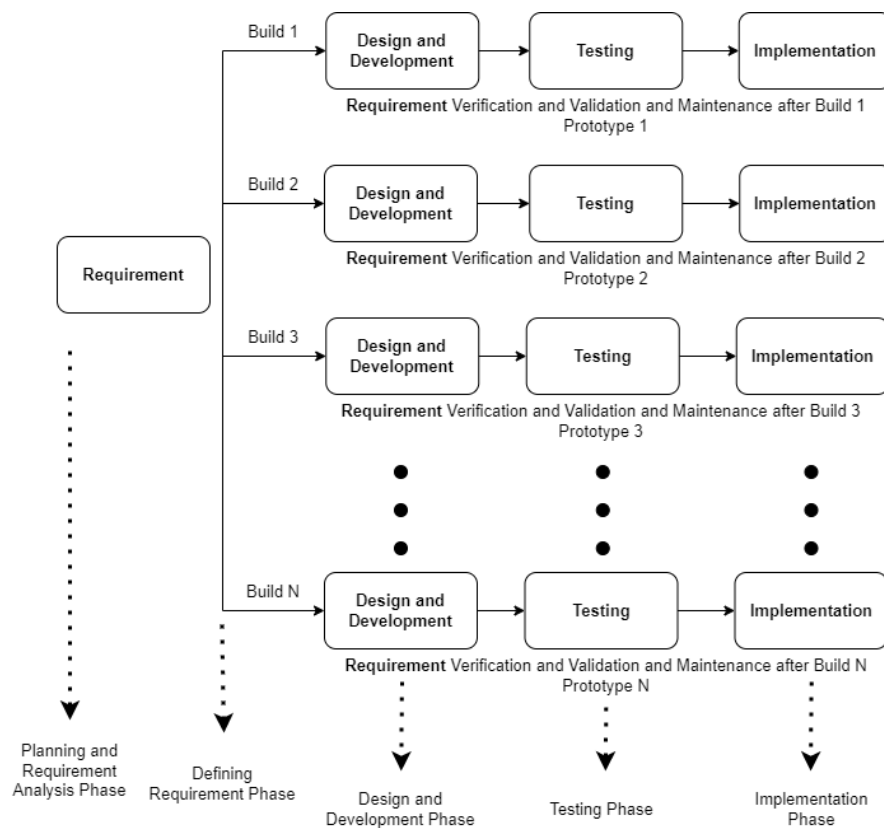 Build 1
Design and
Development
Testing
Implementation
Requirement Verification and Validation and Maintenance after Build 1
Prototype 1
Build 2
Design and
Development
Testing
Implementation
Requirement Verification and Validation and Maintenance after Build 2
Prototype 2
Requirement
Build 3
Design and
Development
Testing
Implementation
Requirement Verification and Validation and Maintenance after Build 3
Prototype 3
Build N
Design and
Development
Testing
Implementation
Requirement Verification and Validation and Maintenance after Build N
Prototype N
Planning and
Requirement
Analysis Phase
Defining
Requirement Phase
Design and
Development Phase
Testing Phase
Implementation
Phase